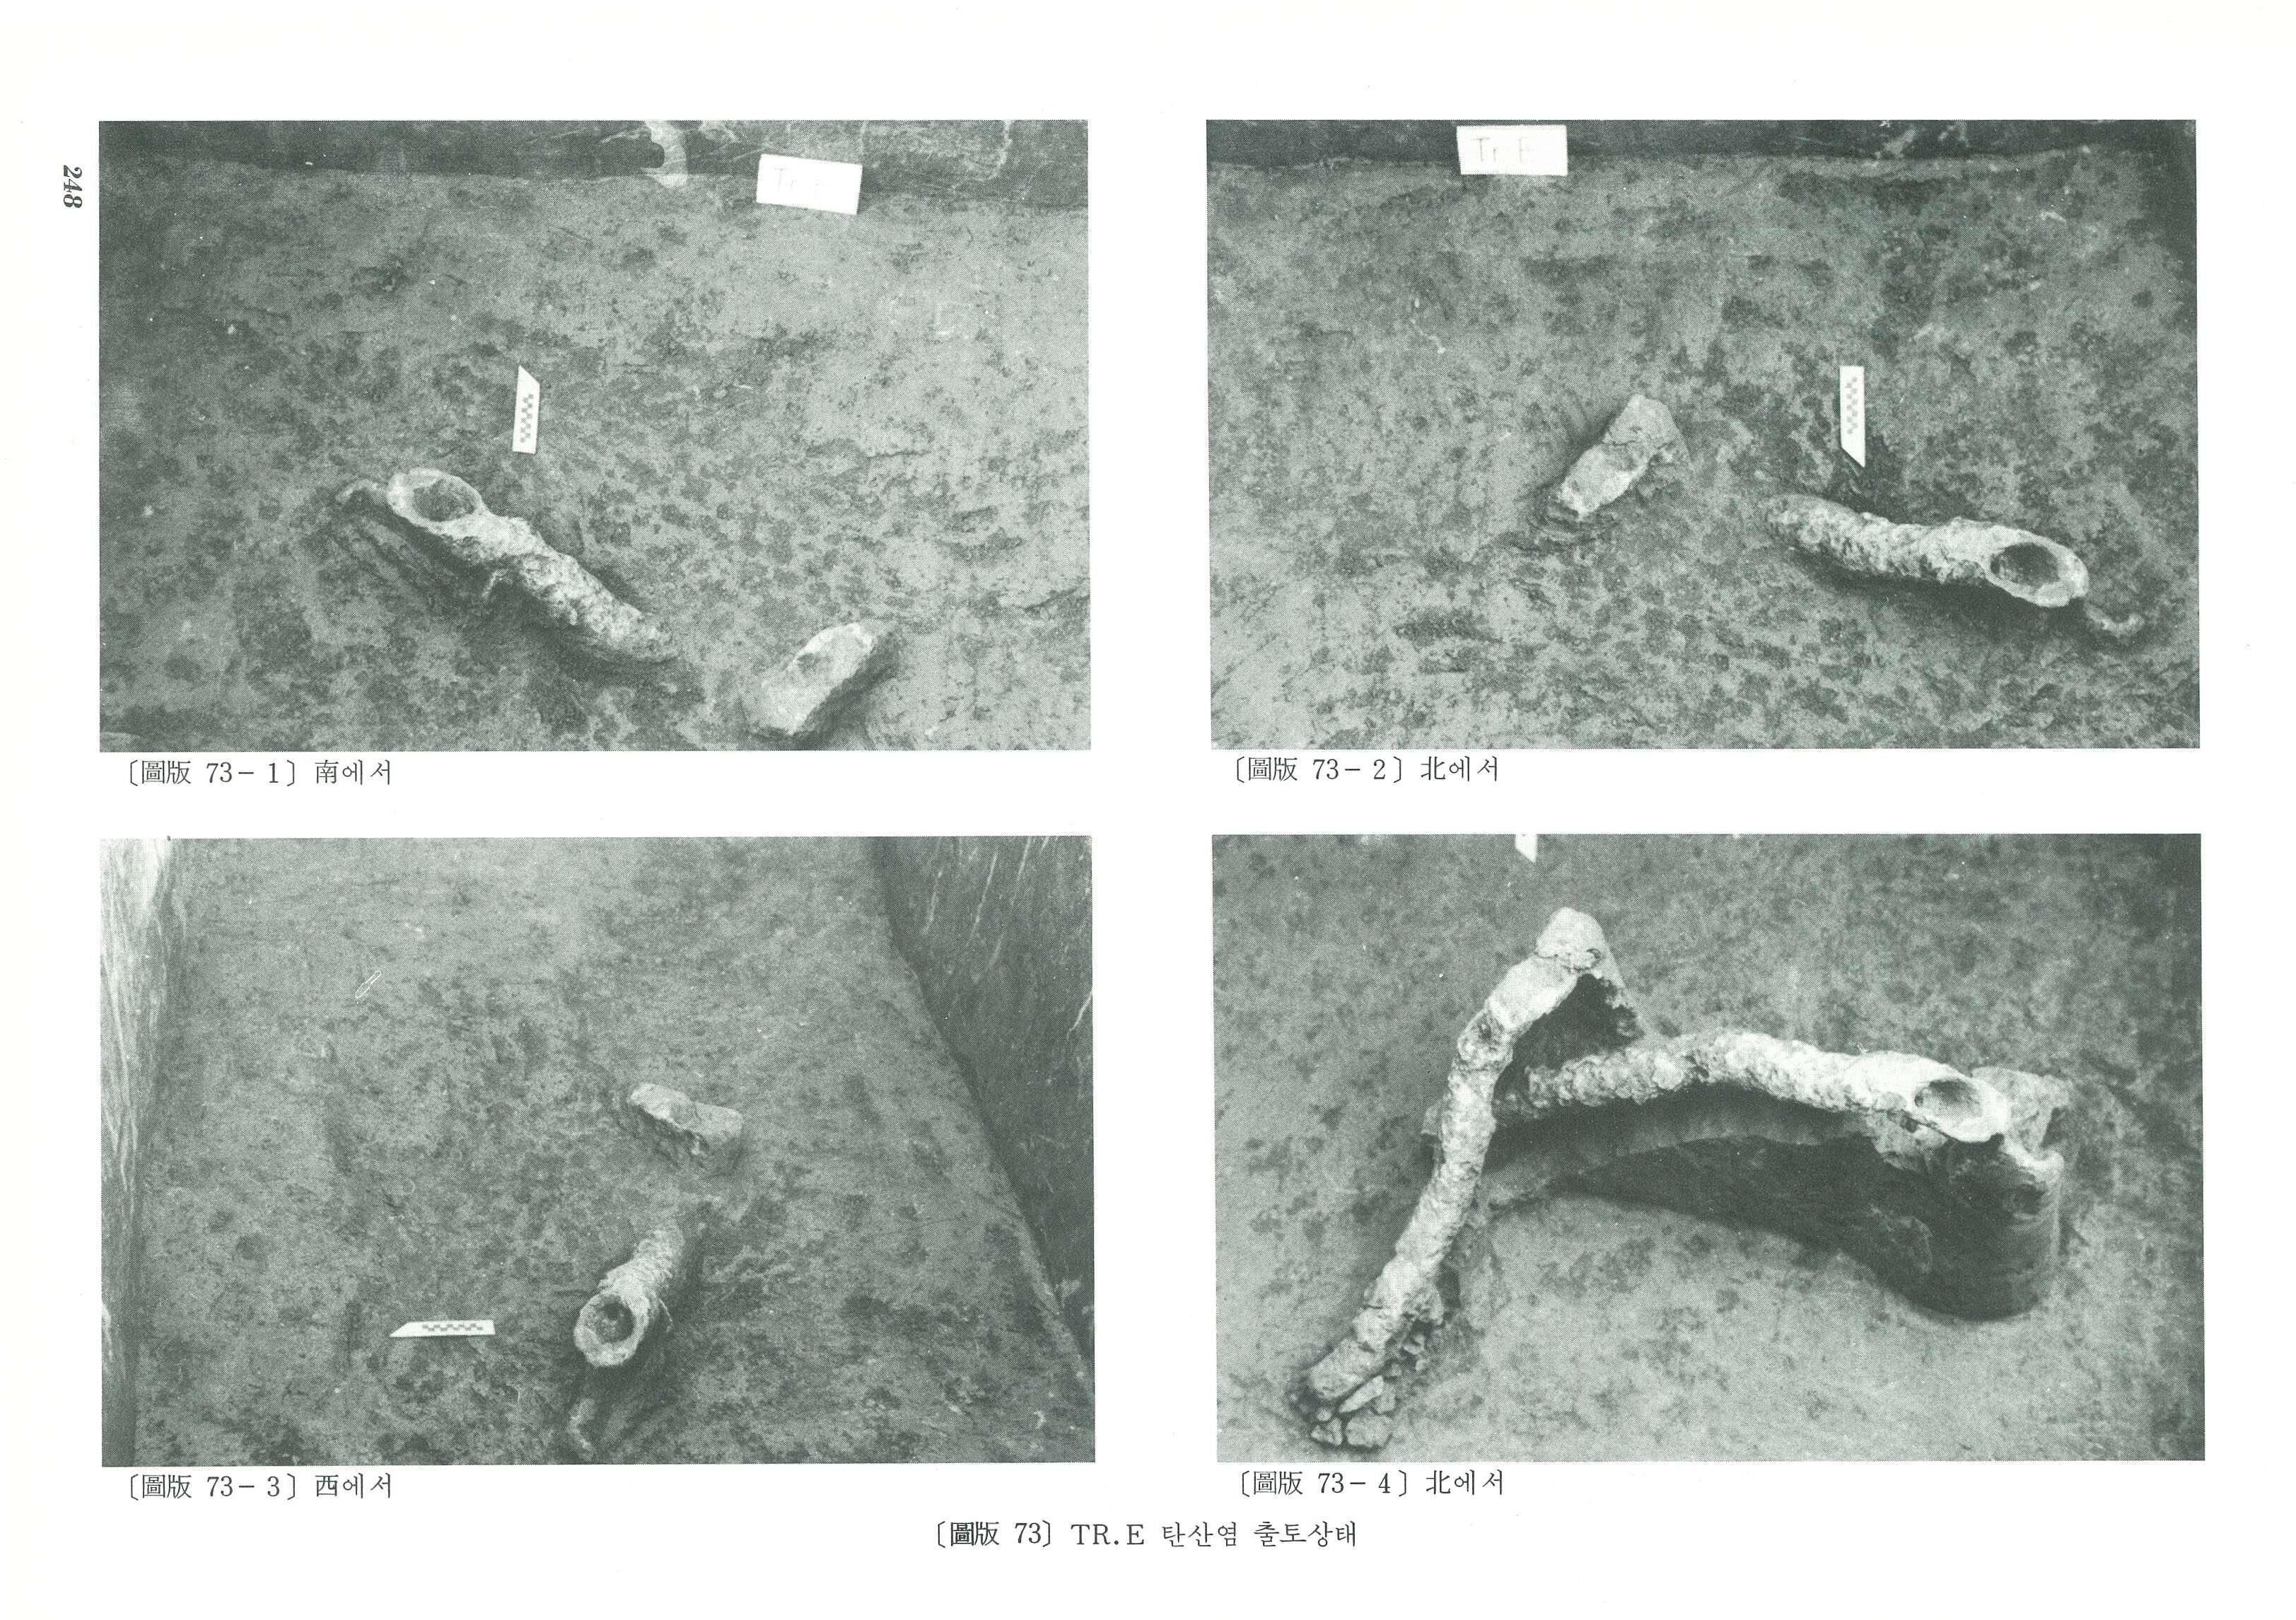 248
Tr. E
Tr. E
〔圖版 73－1〕南에서
〔圖版 73－2〕北에서
〔圖版 73－3〕西에서
〔圖版 73－4〕北에서
〔圖版 73〕TR.E 탄산염 출토상태